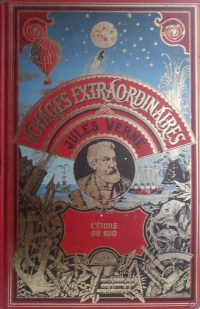 VOYAGES EXTRAORDINAIRES
JULES VERNE
L'ÉTOILE
DU SUD